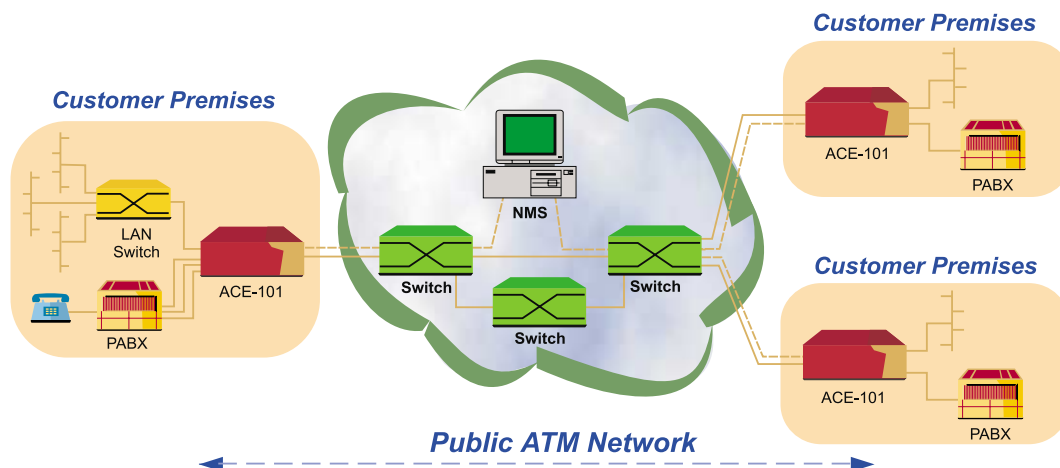 Customer Premises
Customer Premises
ACE-101
PABX
NMS
LAN
Switch
ACE-101
PABX
Switch
Switch
Switch
Customer Premises
ACE-101
PABX
Public ATM Network